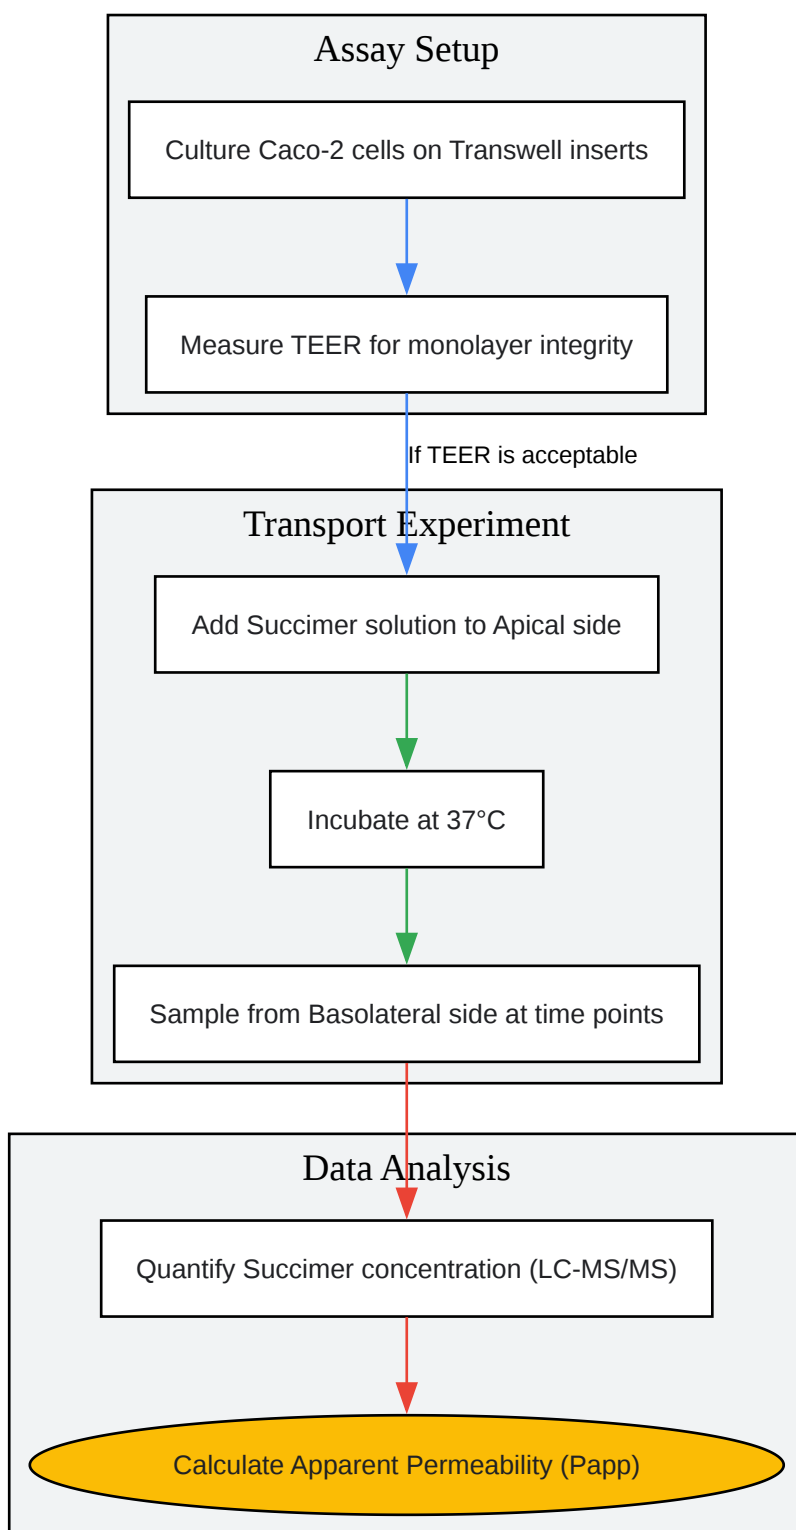 Assay Setup
Culture Caco-2 cells on Transwell inserts
Measure TEER for monolayer integrity
If TEER is acceptable
Transport Experiment
Add Succimer solution to Apical side
Incubate at 37°C
Sample from Basolateral side at time points
Data Analysis
Quantify Succimer concentration (LC-MS/MS)
Calculate Apparent Permeability (Papp)